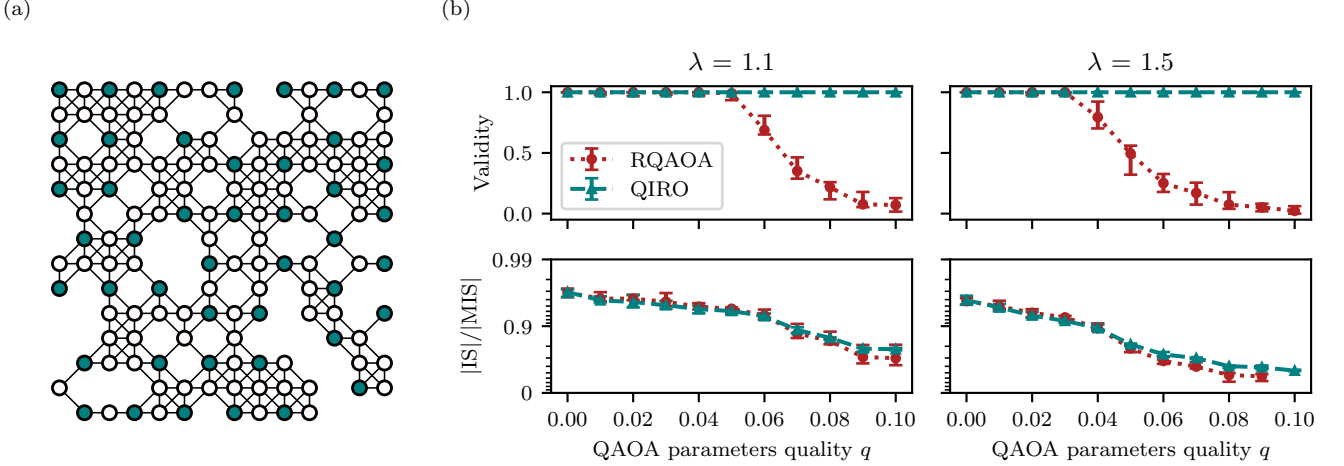 (a)
(b)
λ = 1.1
λ = 1.5
Validity
1.0
0.5
0.0
RQAOA
QIRO
|IS|/|MIS|
0.99
0.9
0
0.00 0.02 0.04 0.06 0.08 0.10
QAOA parameters quality q
0.00 0.02 0.04 0.06 0.08 0.10
QAOA parameters quality q